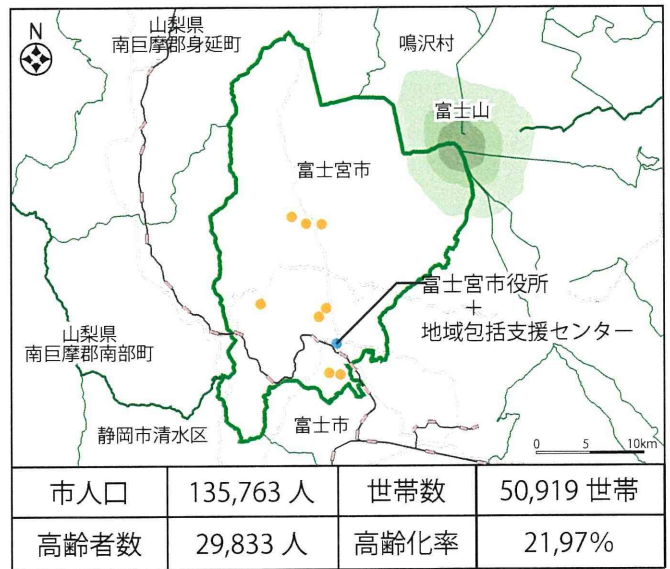 N
山梨県
南巨摩郡身延町
鳴沢村
富士山
富士宮市
富士宮市役所
+
地域包括支援センター
山梨県
南巨摩郡南部町
静岡市清水区
富士市
0 5 10km
市人口 135,763 人 世帯数 50,919 世帯
高齢者数 29,833 人 高齢化率 21,97%